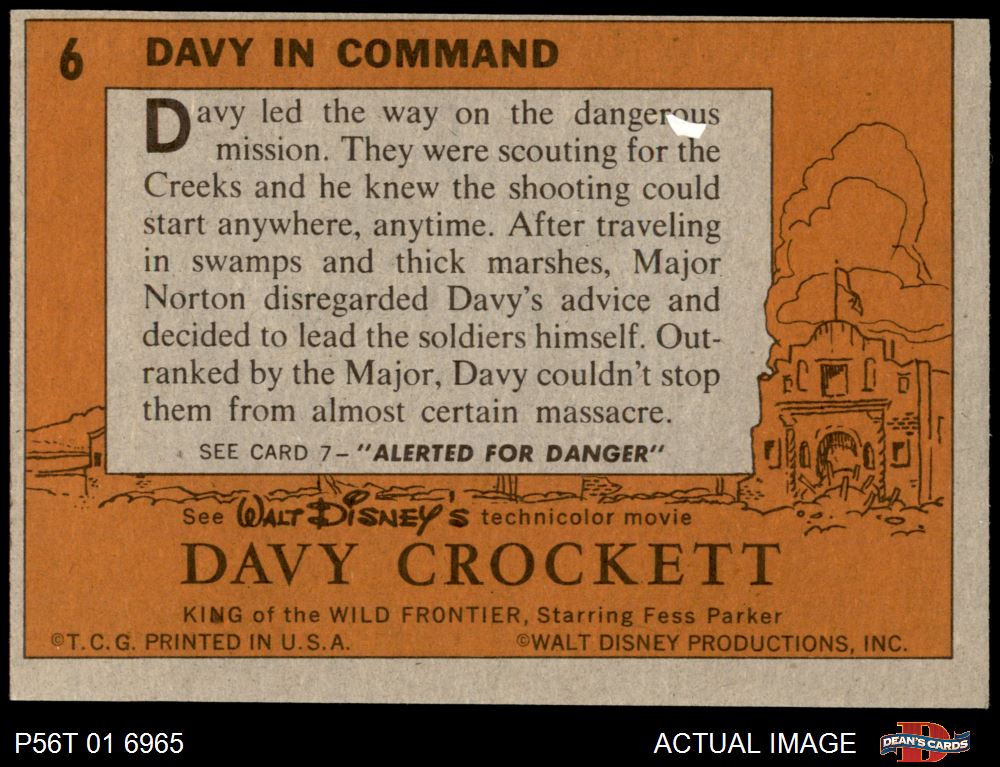 6 DAVY IN COMMAND
Davy led the way on the dangerous
mission. They were scouting for the
Creeks and he knew the shooting could
start anywhere, anytime. After traveling
in swamps and thick marshes, Major
Norton disregarded Davy's advice and
decided to lead the soldiers himself. Out-
ranked by the Major, Davy couldn't stop
them from almost certain massacre.
SEE CARD 7–"ALERTED FOR DANGER"
See WALT DISNEY'S technicolor movie
DAVY CROCKETT
KING of the WILD FRONTIER, Starring Fess Parker
©T.C.G. PRINTED IN U.S.A. ©WALT DISNEY PRODUCTIONS, INC.
P56T 01 6965 ACTUAL IMAGE D DEAN'S CARDS